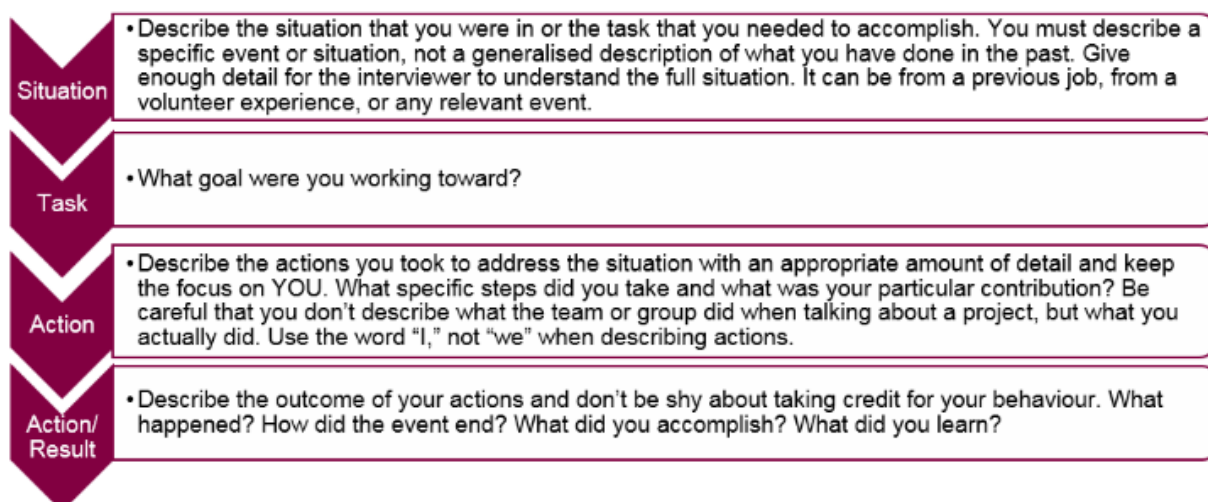 Situation
•Describe the situation that you were in or the task that you needed to accomplish. You must describe a
specific event or situation, not a generalised description of what you have done in the past. Give
enough detail for the interviewer to understand the full situation. It can be from a previous job, from a
volunteer experience, or any relevant event.
Task
•What goal were you working toward?
Action
•Describe the actions you took to address the situation with an appropriate amount of detail and keep
the focus on YOU. What specific steps did you take and what was your particular contribution? Be
careful that you don’t describe what the team or group did when talking about a project, but what you
actually did. Use the word “I,” not “we” when describing actions.
Action/
Result
•Describe the outcome of your actions and don’t be shy about taking credit for your behaviour. What
happened? How did the event end? What did you accomplish? What did you learn?